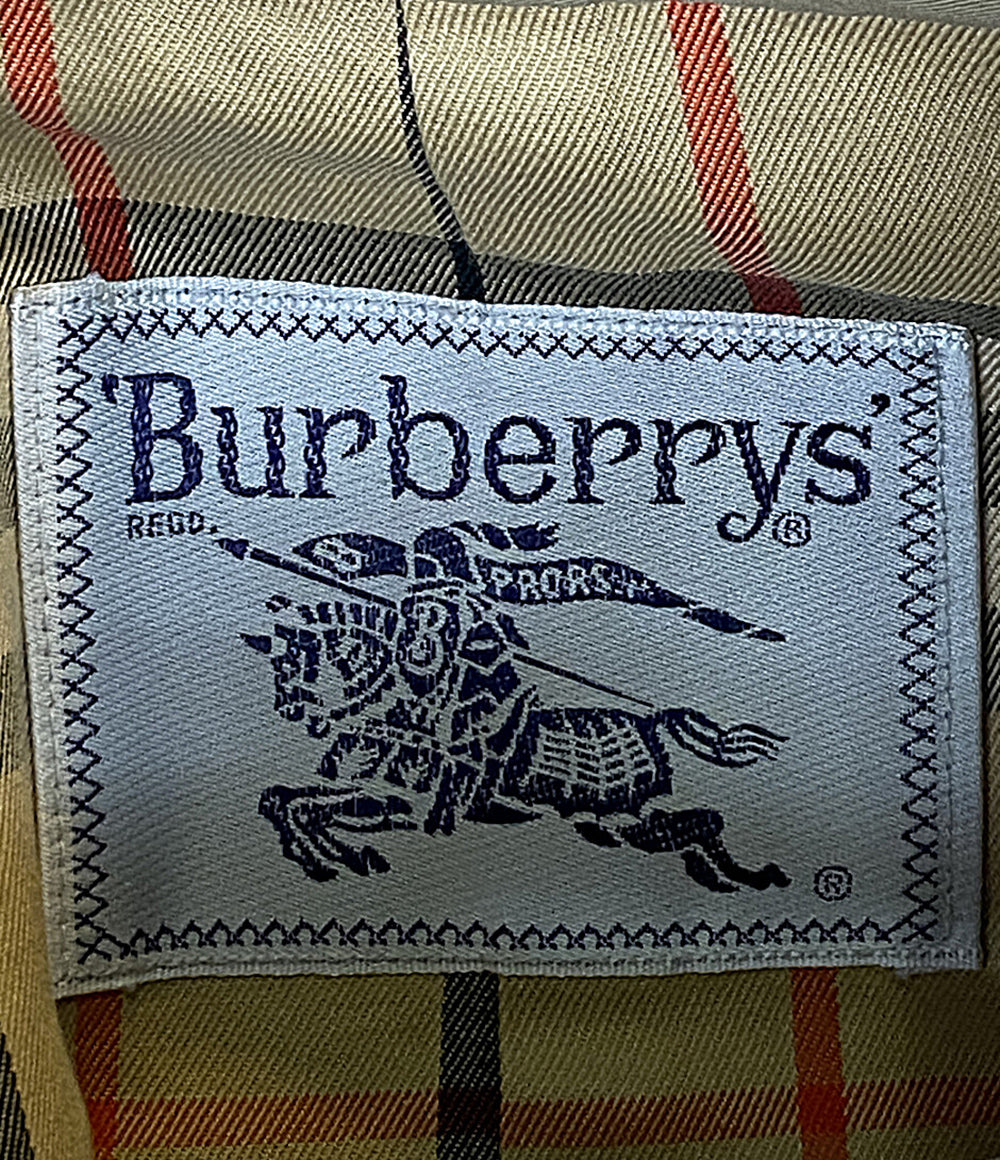 'Burberrys'
REGD. ®
PRORSUM
®